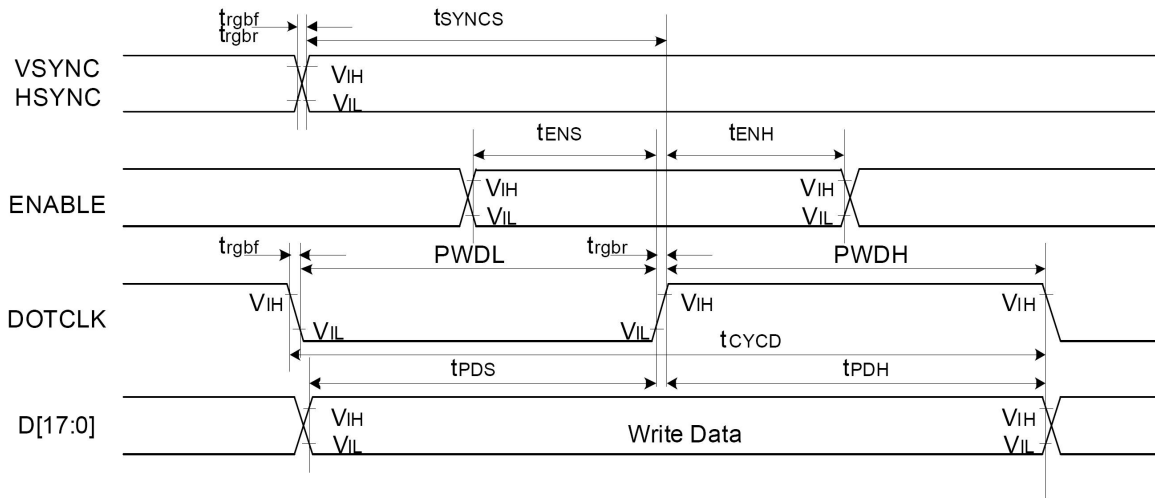 trgbf tSYNCS
trgbr
VSYNC VIH
HSYNC VIL
tENS tENH
ENABLE VIH VIH
VIL VIL
trgbf PWDL trgbr PWDH
DOTCLK VIH VIH
VIL VIL
tCYCD
tPDS tPDH
D[17:0] VIH Write Data VIH
VIL VIL